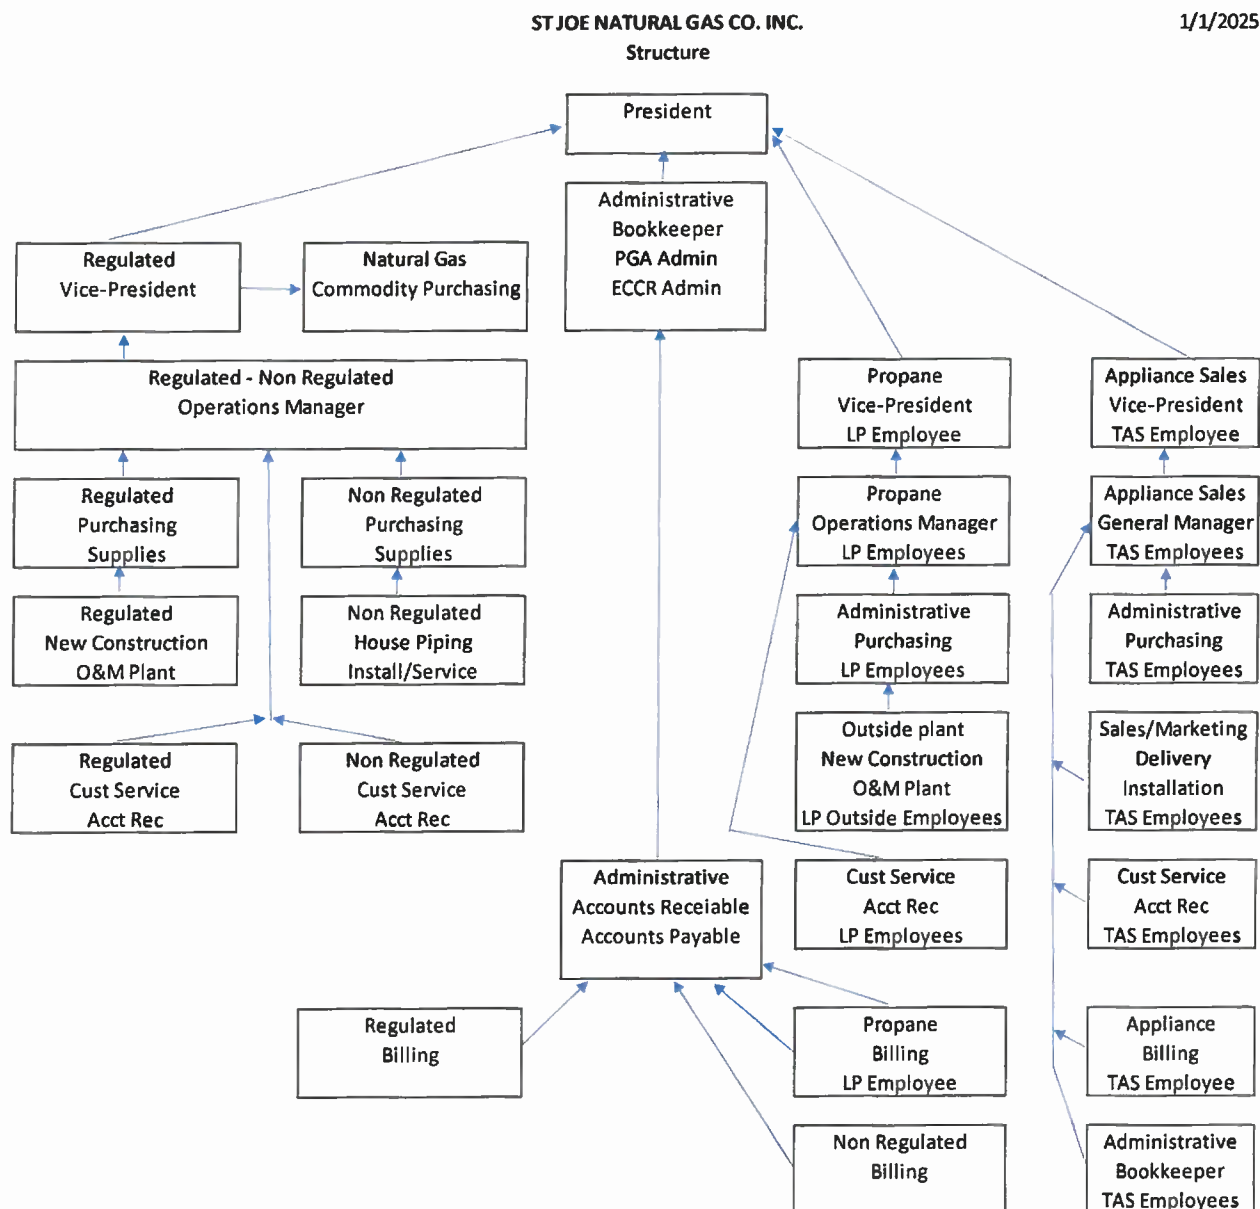 ST JOE NATURAL GAS CO. INC.
1/1/2025
Structure
President
Administrative
Bookkeeper
PGA Admin
ECCR Admin
Regulated
Vice-President
Natural Gas
Commodity Purchasing
Regulated - Non Regulated
Operations Manager
Propane
Vice-President
LP Employee
Appliance Sales
Vice-President
TAS Employee
Regulated
Purchasing
Supplies
Non Regulated
Purchasing
Supplies
Propane
Operations Manager
LP Employees
Appliance Sales
General Manager
TAS Employees
Regulated
New Construction
O&M Plant
Non Regulated
House Piping
Install/Service
Administrative
Purchasing
LP Employees
Administrative
Purchasing
TAS Employees
Regulated
Cust Service
Acct Rec
Non Regulated
Cust Service
Acct Rec
Outside plant
New Construction
O&M Plant
LP Outside Employees
Sales/Marketing
Delivery
Installation
TAS Employees
Administrative
Accounts Receiable
Accounts Payable
Cust Service
Acct Rec
LP Employees
Cust Service
Acct Rec
TAS Employees
Regulated
Billing
Propane
Billing
LP Employee
Appliance
Billing
TAS Employee
Non Regulated
Billing
Administrative
Bookkeeper
TAS Employees